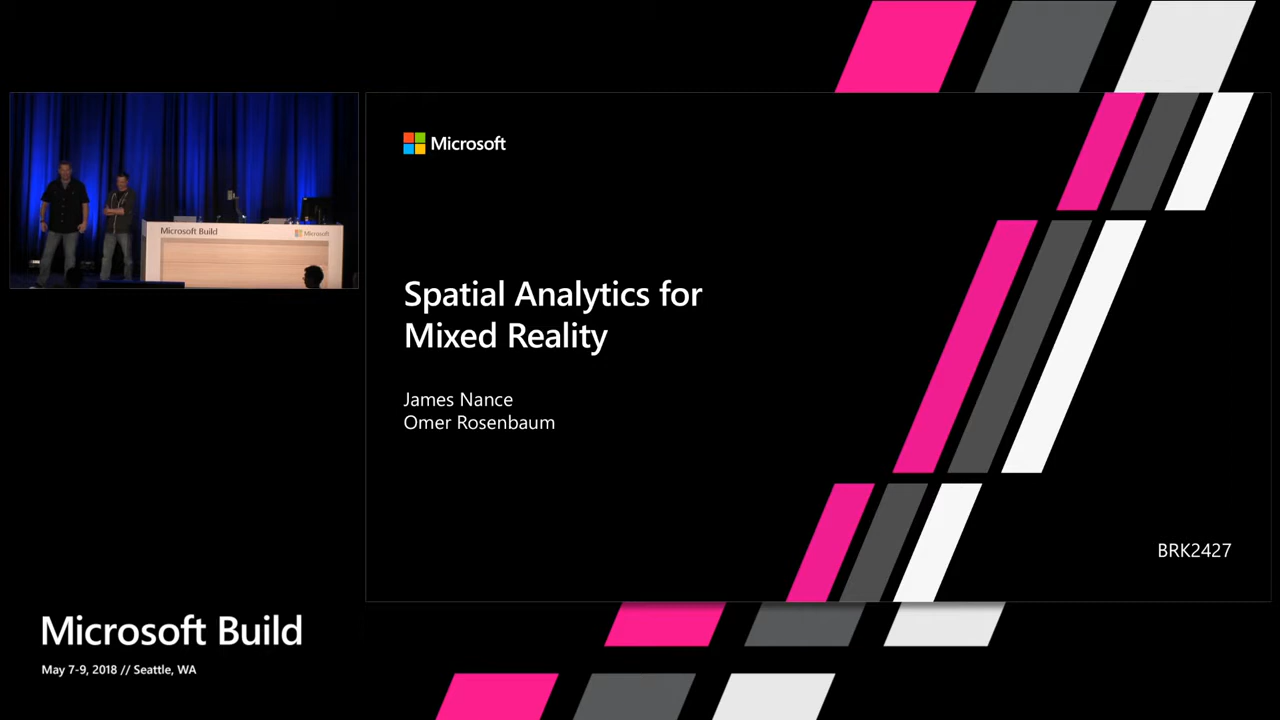 Microsoft
Microsoft Build
Microsoft
Spatial Analytics for
Mixed Reality
James Nance
Omer Rosenbaum
BRK2427
Microsoft Build
May 7-9, 2018 // Seattle, WA